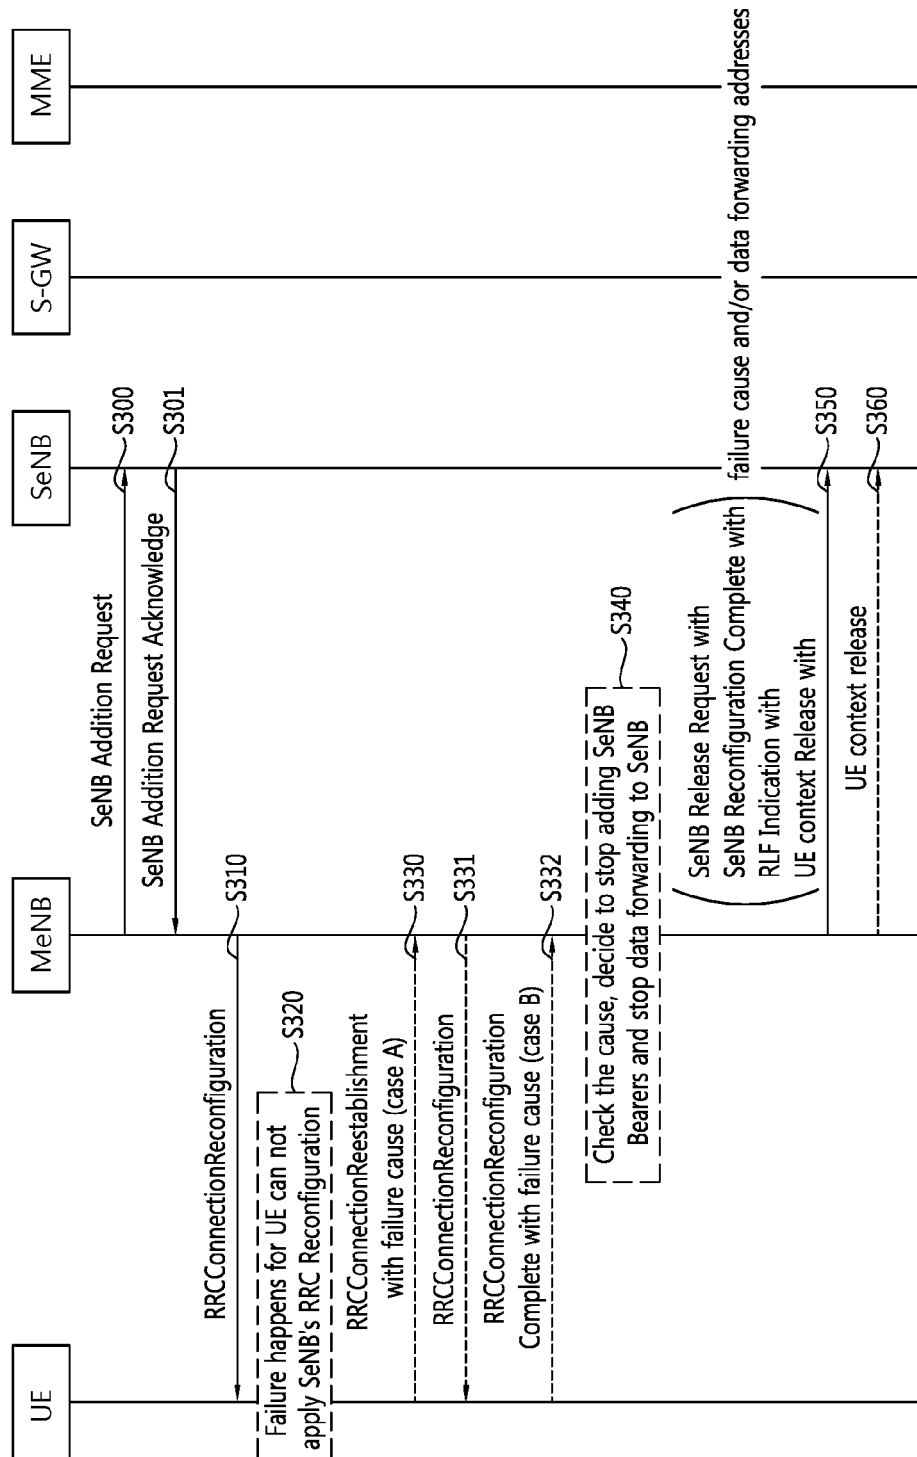 UE
MeNB
SeNB
S-GW
MME
SeNB Addition Request
S300
SeNB Addition Request Acknowledge
S301
RRCConnectionReconfiguration
S310
Failure happens for UE can not
apply SeNB's RRC Reconfiguration
S320
RRCConnectionReestablishment
with failure cause (case A)
S330
RRCConnectionReconfiguration
S331
RRCConnectionReconfiguration
Complete with failure cause (case B)
S332
Check the cause, decide to stop adding SeNB
Bearers and stop data forwarding to SeNB
S340
SeNB Release Request with
SeNB Reconfiguration Complete with
RLF Indication with
UE context Release with
failure cause and/or data forwarding addresses
S350
UE context release
S360